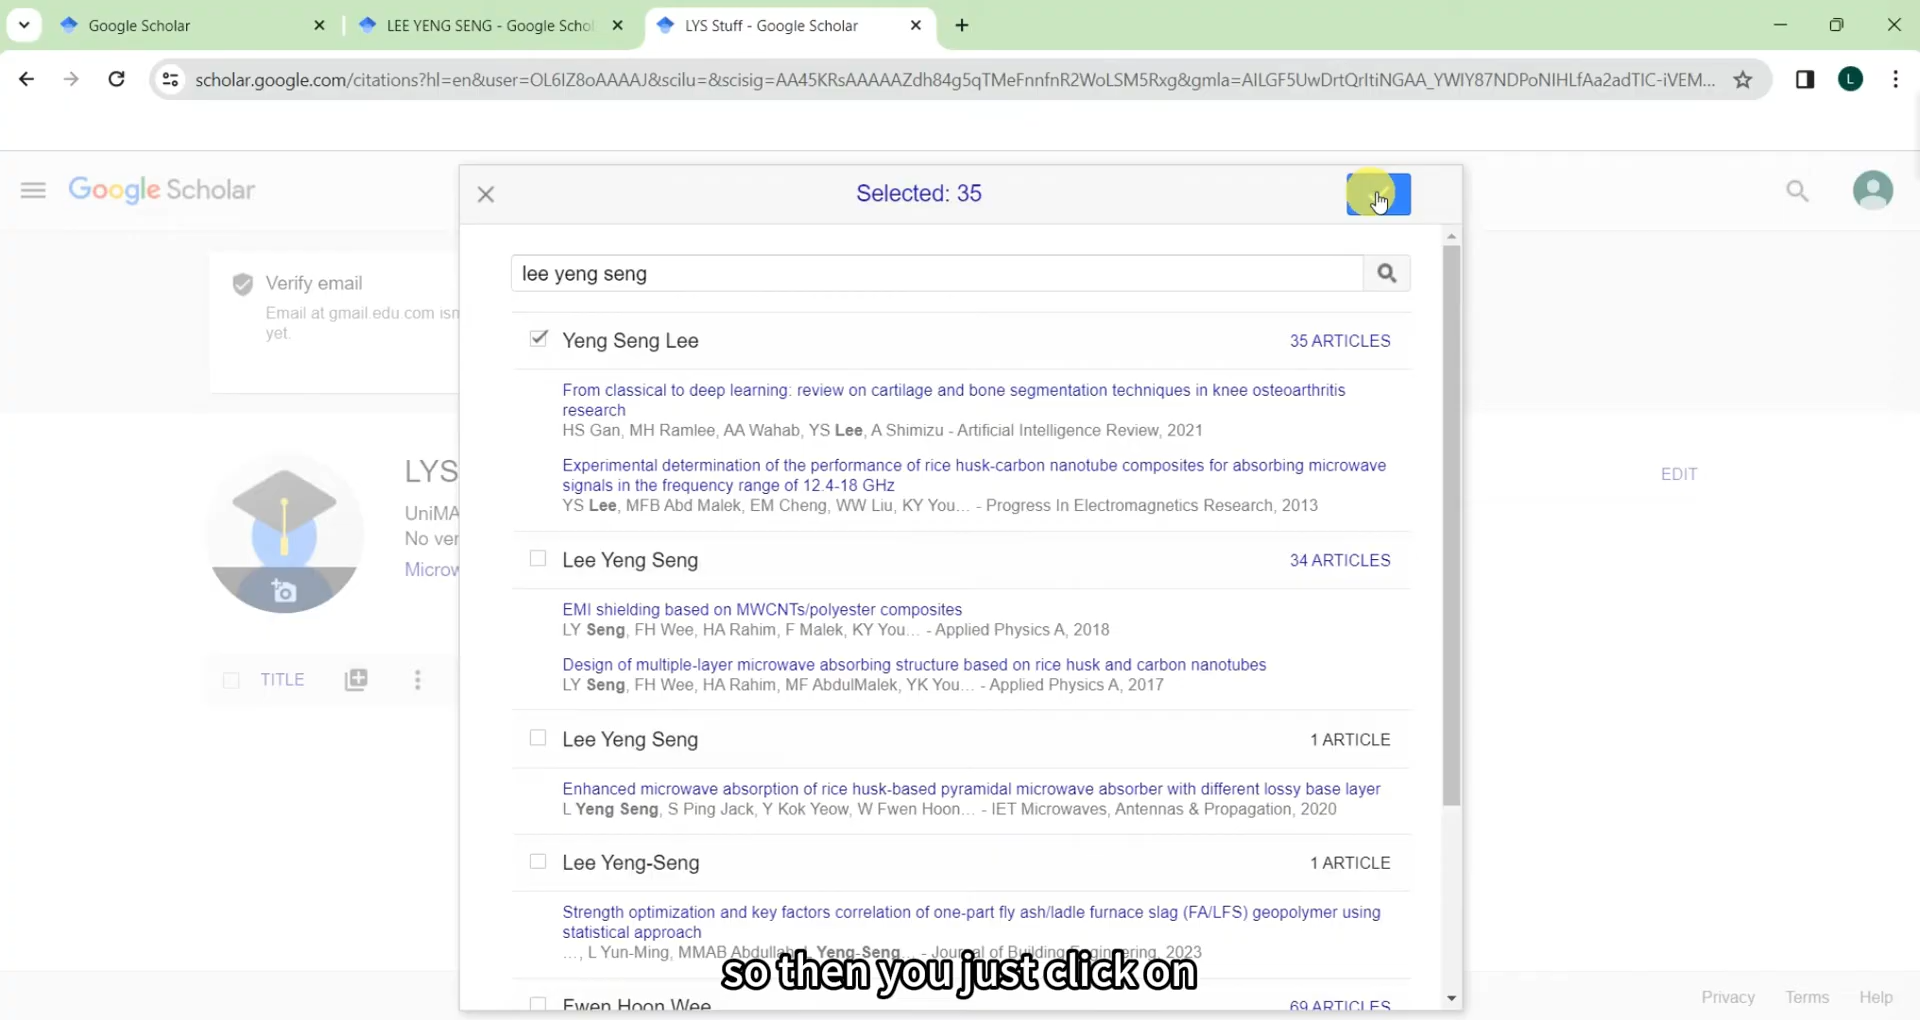 Google Scholar
LEE YENG SENG - Google Schol
LYS Stuff - Google Scholar
scholar.google.com/citations?hl=en&user=OL6IZ8oAAAAJ&scilu=&scisig=AA45KRsAAAAAZdh84g5qTMeFnnfnR2WoLSM5Rxg&gmla=AILGF5UwDrtQrltiNGAA_YWIY87NDPoNIHLfAa2adTIC-iVEM...
L
Google Scholar
Selected: 35
Verify email
Email at gmail.edu.com isn
yet.
lee yeng seng
Yeng Seng Lee 35 ARTICLES
From classical to deep learning: review on cartilage and bone segmentation techniques in knee osteoarthritis
research
HS Gan, MH Ramlee, AA Wahab, YS Lee, A Shimizu - Artificial Intelligence Review, 2021
Experimental determination of the performance of rice husk-carbon nanotube composites for absorbing microwave
signals in the frequency range of 12.4-18 GHz
YS Lee, MFB Abd Malek, EM Cheng, WW Liu, KY You... - Progress In Electromagnetics Research, 2013
LYS
UniMA
No ver
Microw
EDIT
TITLE
Lee Yeng Seng 34 ARTICLES
EMI shielding based on MWCNTs/polyester composites
LY Seng, FH Wee, HA Rahim, F Malek, KY You... - Applied Physics A, 2018
Design of multiple-layer microwave absorbing structure based on rice husk and carbon nanotubes
LY Seng, FH Wee, HA Rahim, MF AbdulMalek, YK You... - Applied Physics A, 2017
Lee Yeng Seng 1 ARTICLE
Enhanced microwave absorption of rice husk-based pyramidal microwave absorber with different lossy base layer
L Yeng Seng, S Ping Jack, Y Kok Yeow, W Fwen Hoon... - IET Microwaves, Antennas & Propagation, 2020
Lee Yeng-Seng 1 ARTICLE
Strength optimization and key factors correlation of one-part fly ash/ladle furnace slag (FA/LFS) geopolymer using
statistical approach
..., L Yun-Ming, MMAB Abdullah, L Yeng-Seng... - Journal of Building Engineering, 2023
so then you just click on
Fwen Hoon Wee 69 ARTICLES
Privacy Terms Help